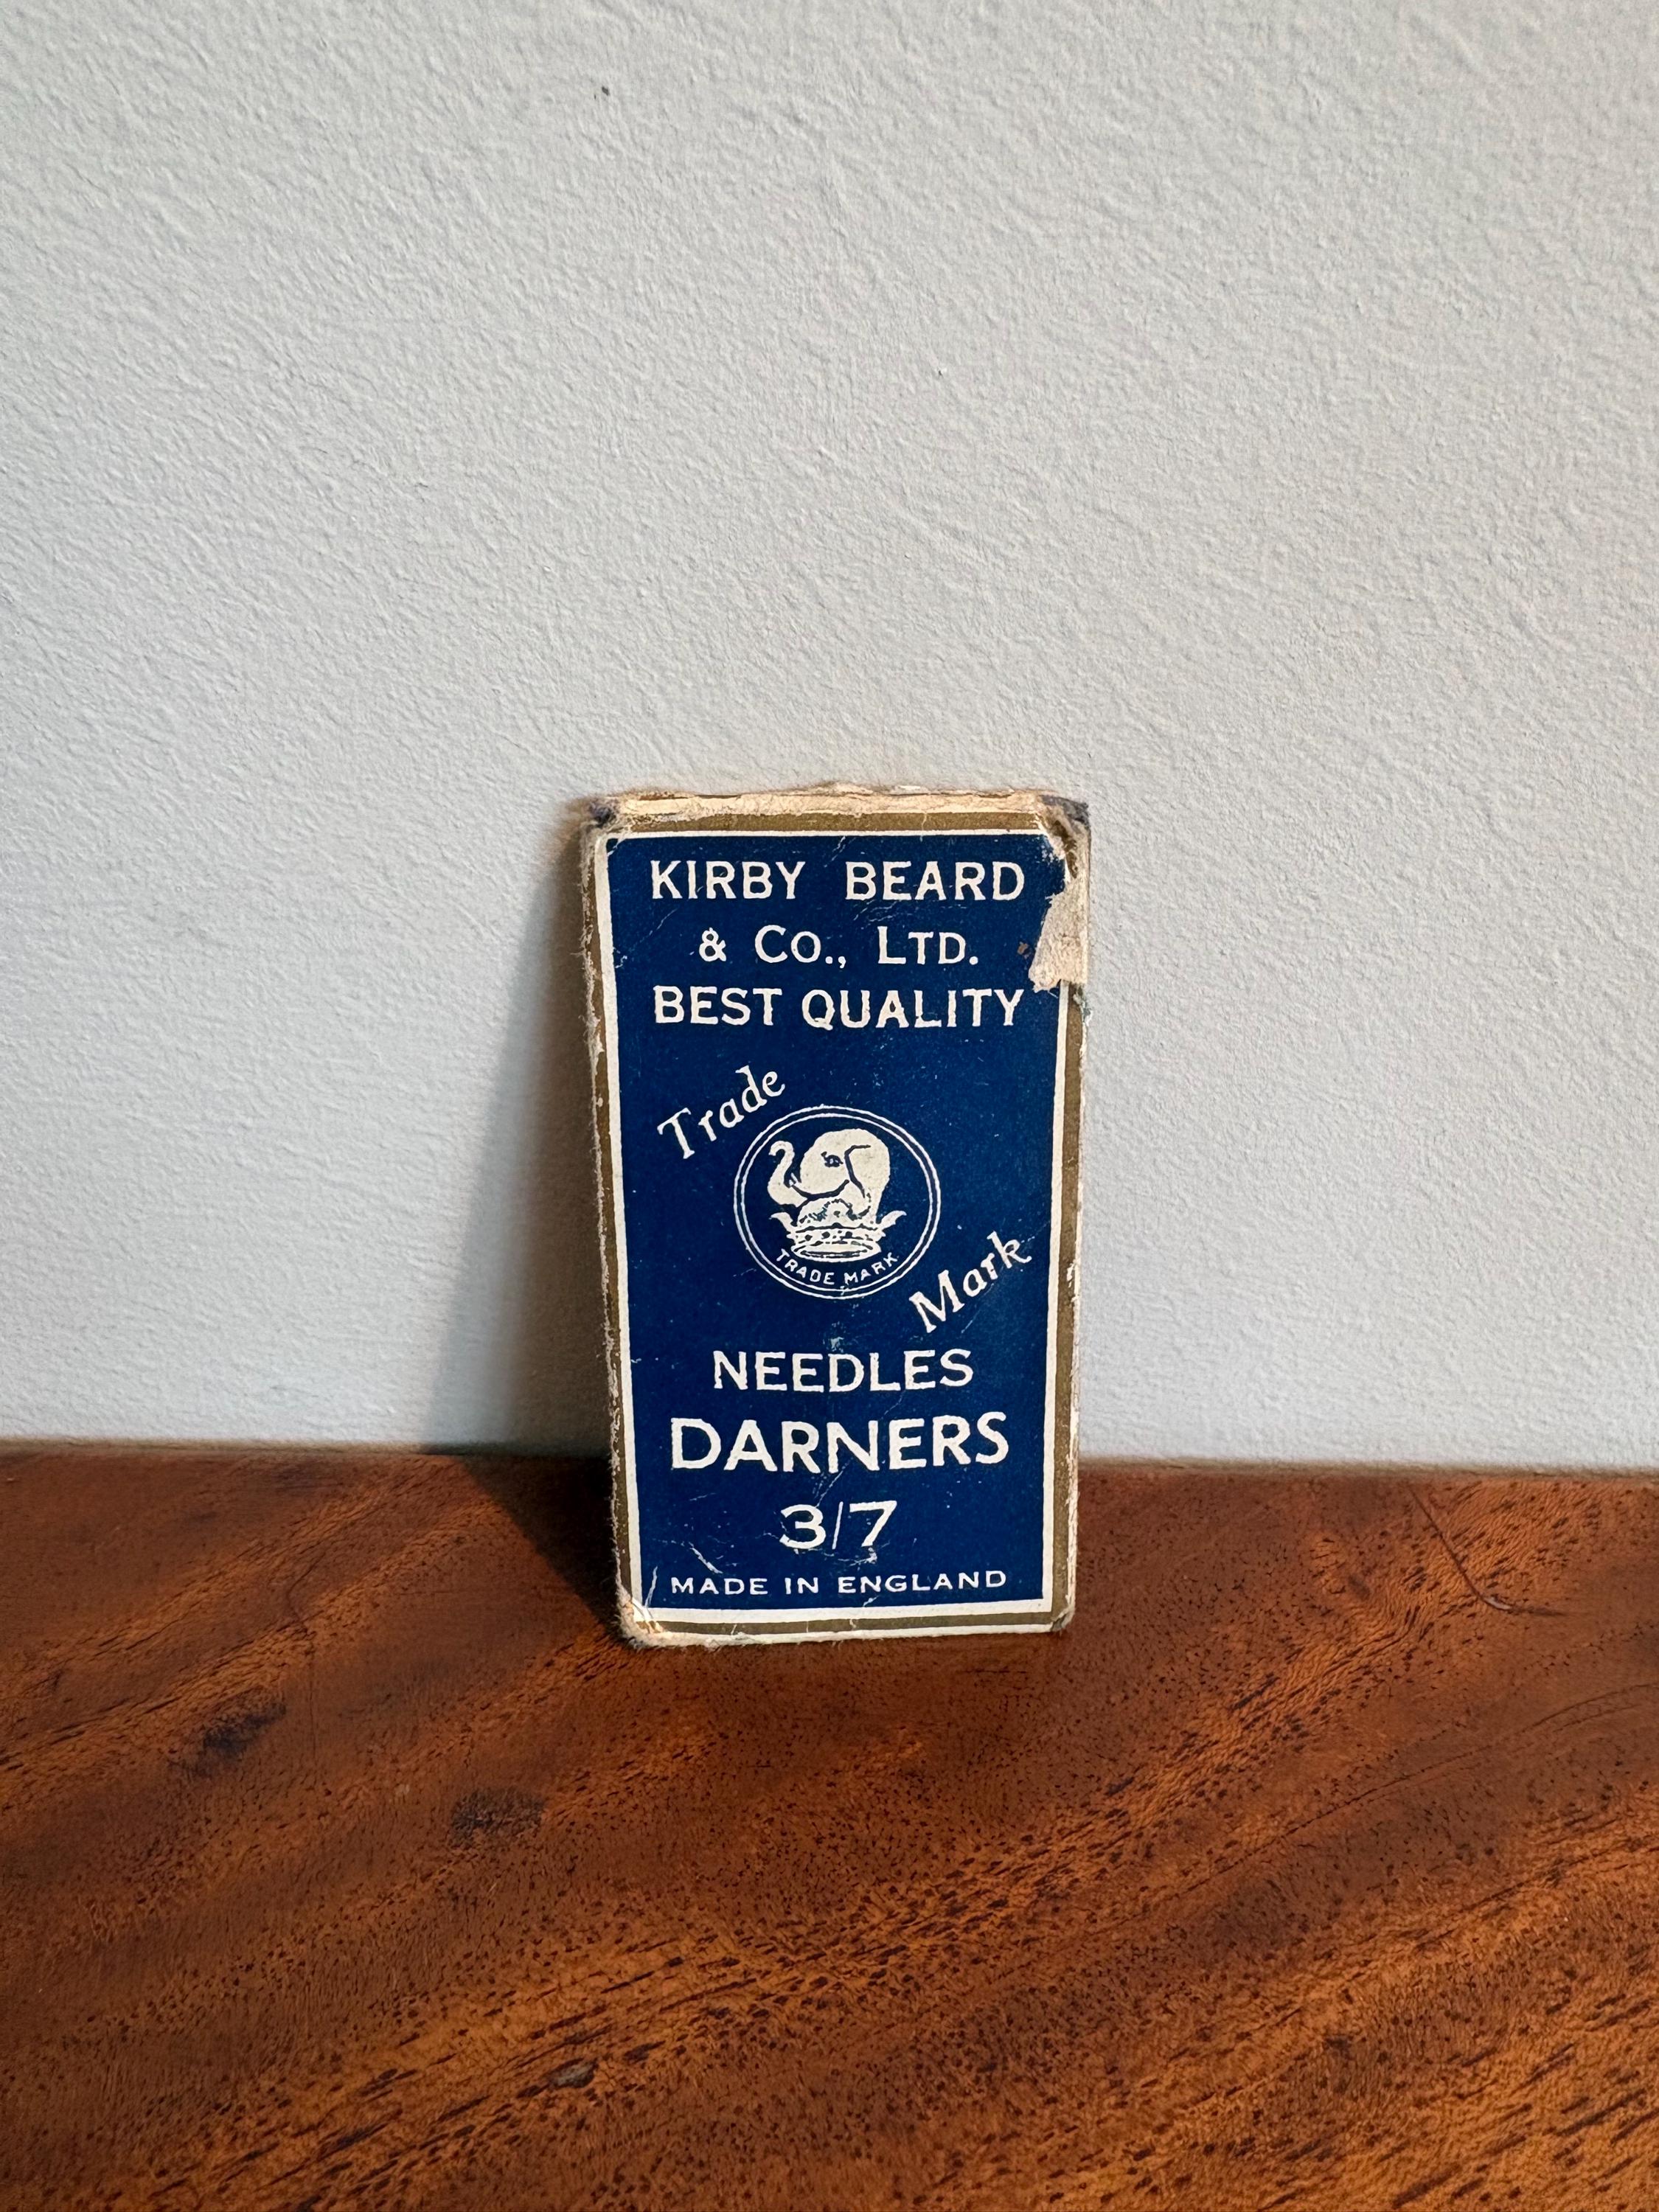 KIRBY BEARD
& Co., LTD.
BEST QUALITY
Trade
TRADE MARK
Mark
NEEDLES
DARNERS
3/7
MADE IN ENGLAND